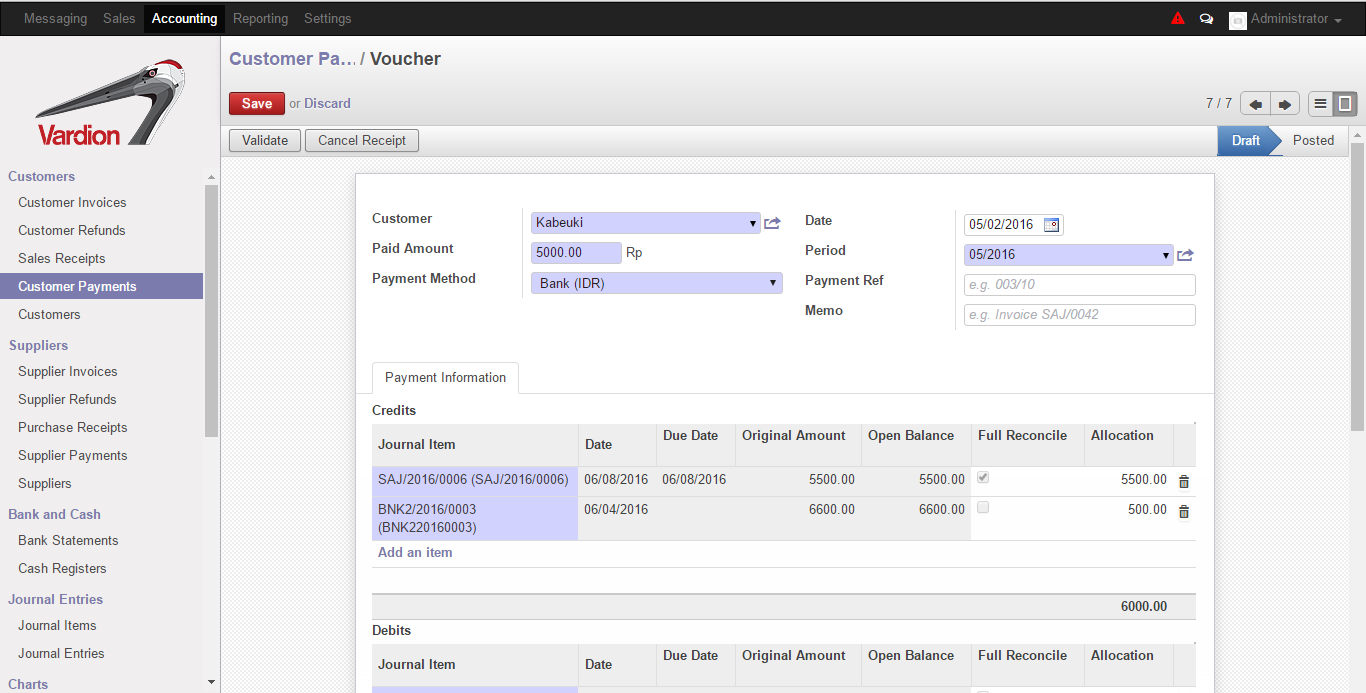 Messaging Sales Accounting Reporting Settings Administrator
Vardion
Customers
Customer Invoices
Customer Refunds
Sales Receipts
Customer Payments
Customers
Suppliers
Supplier Invoices
Supplier Refunds
Purchase Receipts
Supplier Payments
Suppliers
Bank and Cash
Bank Statements
Cash Registers
Journal Entries
Journal Items
Journal Entries
Charts
Customer Pa... / Voucher
Save or Discard
7 / 7
Validate Cancel Receipt
Draft Posted
Customer Kabeuki
Paid Amount 5000.00 Rp
Payment Method Bank (IDR)
Date 05/02/2016
Period 05/2016
Payment Ref e.g. 003/10
Memo e.g. Invoice SAJ/0042
Payment Information
Credits
Journal Item Date Due Date Original Amount Open Balance Full Reconcile Allocation
SAJ/2016/0006 (SAJ/2016/0006) 06/08/2016 06/08/2016 5500.00 5500.00 5500.00
BNK2/2016/0003 06/04/2016 6600.00 6600.00 500.00
(BNK220160003)
Add an item
6000.00
Debits
Journal Item Date Due Date Original Amount Open Balance Full Reconcile Allocation